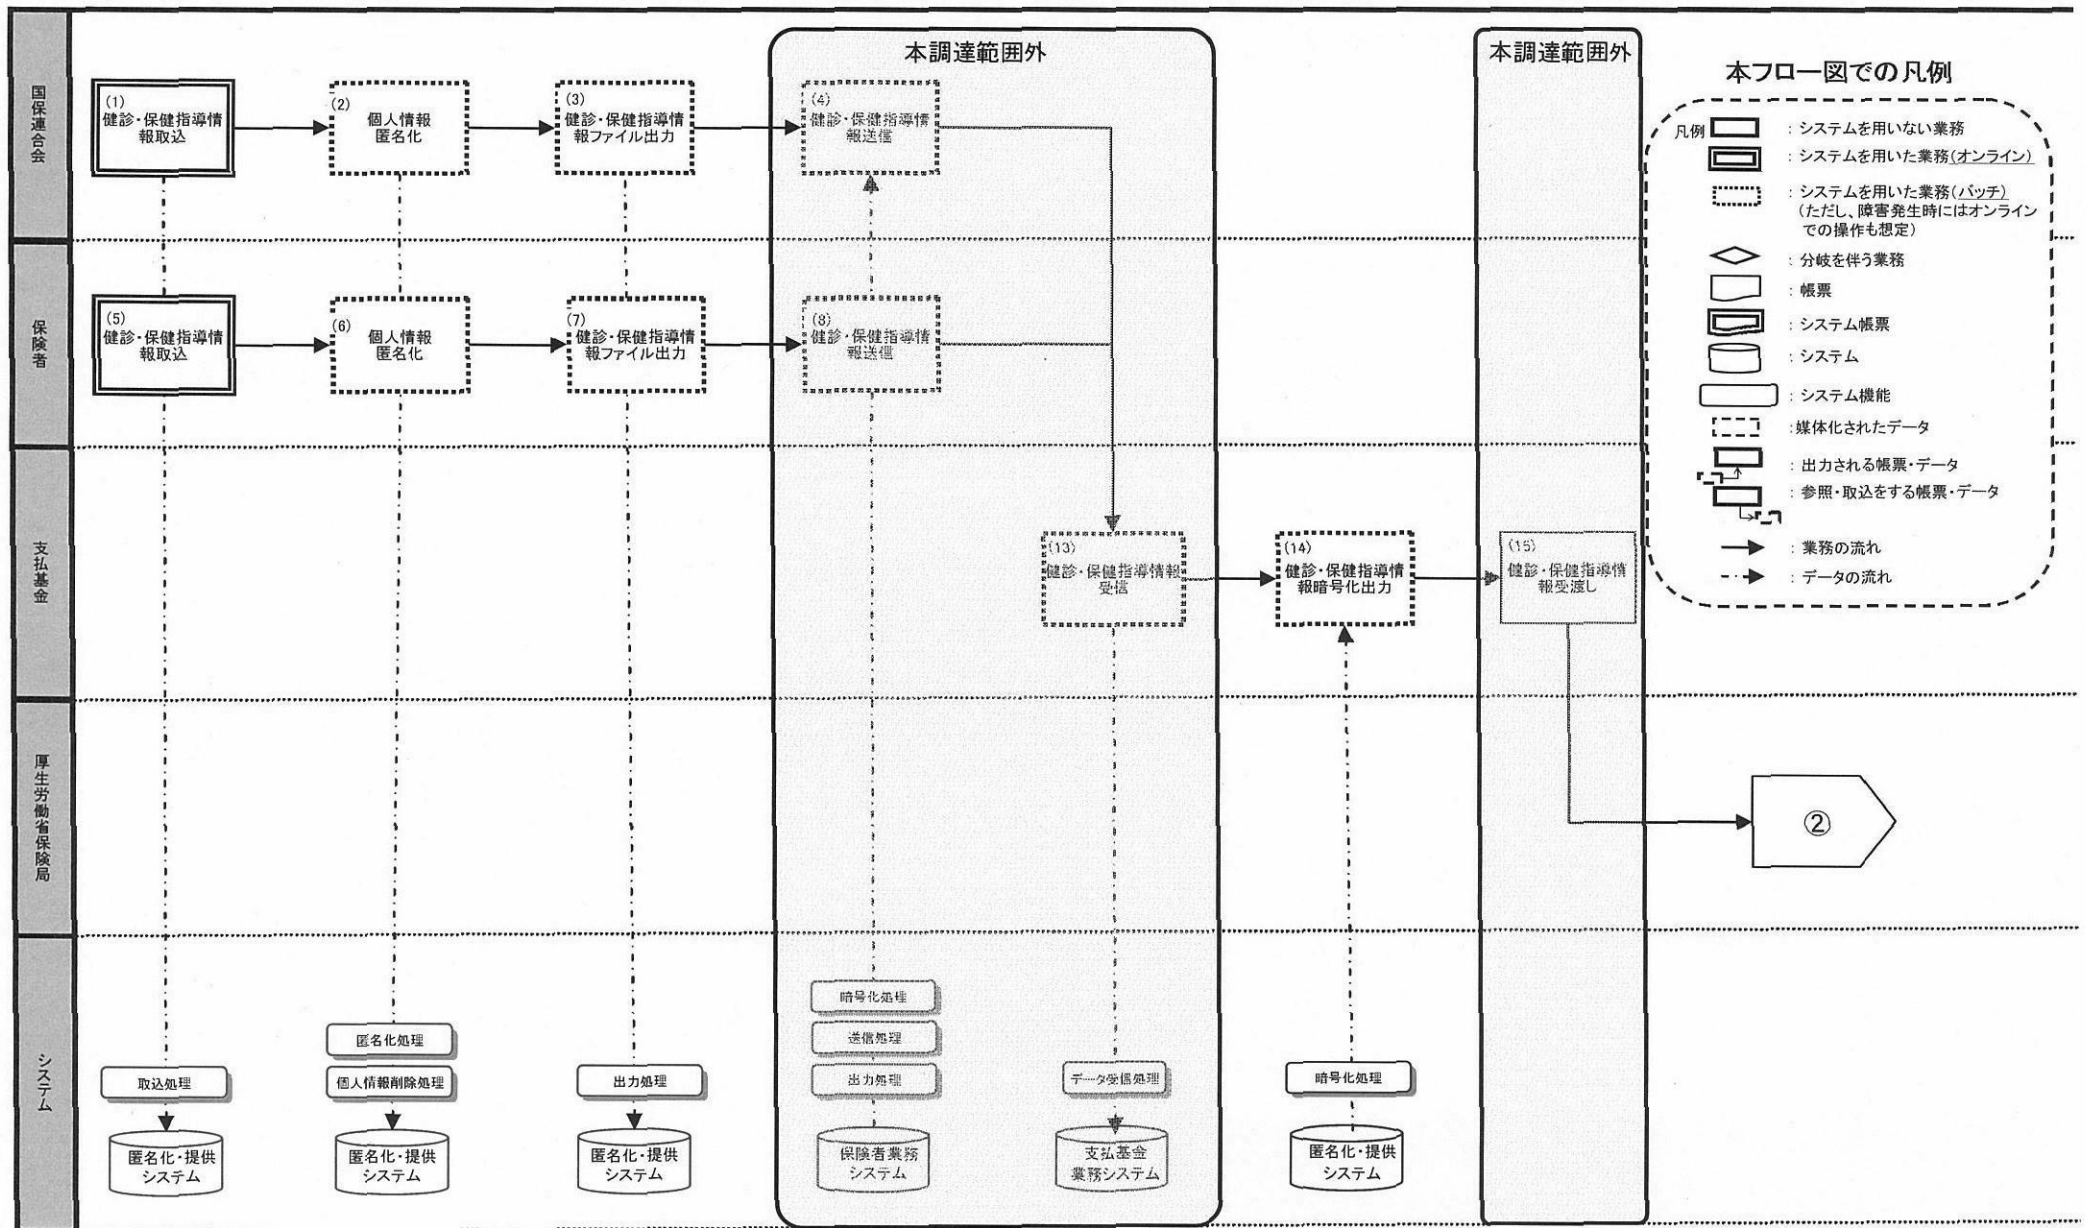 国保連合会
(1)
健診・保健指導情
報取込
(2)
個人情報
匿名化
(3)
健診・保健指導情
報ファイル出力
本調達範囲外
(4)
健診・保健指導情
報送信
本調達範囲外
保険者
(5)
健診・保健指導情
報取込
(6)
個人情報
匿名化
(7)
健診・保健指導情
報ファイル出力
(8)
健診・保健指導情
報送信
支払基金
(13)
健診・保健指導情報
受信
(14)
健診・保健指導情
報暗号化出力
(15)
健診・保健指導情
報受渡し
厚生労働省保険局
②
システム
取込処理
匿名化・提供
システム
匿名化処理
個人情報削除処理
匿名化・提供
システム
出力処理
匿名化・提供
システム
暗号化処理
送信処理
出力処理
保険者業務
システム
データ受信処理
支払基金
業務システム
暗号化処理
匿名化・提供
システム
本フロー図での凡例
凡例
：システムを用いない業務
：システムを用いた業務(オンライン)
：システムを用いた業務(バッチ)
(ただし、障害発生時にはオンライン
での操作も想定)
：分岐を伴う業務
：帳票
：システム帳票
：システム
：システム機能
：媒体化されたデータ
：出力される帳票・データ
：参照・取込をする帳票・データ
：業務の流れ
：データの流れ